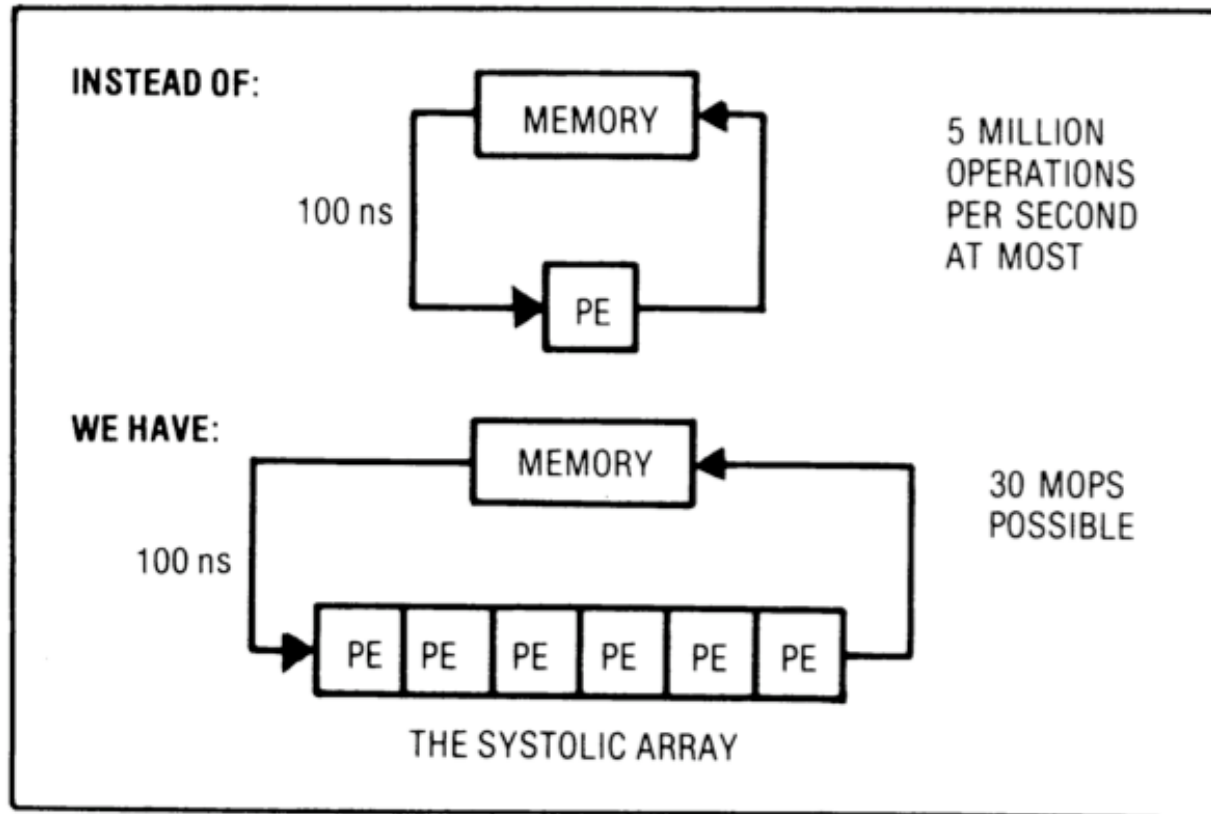 INSTEAD OF:
MEMORY
100 ns
PE
5 MILLION
OPERATIONS
PER SECOND
AT MOST
WE HAVE:
MEMORY
100 ns
PE PE PE PE PE PE
30 MOPS
POSSIBLE
THE SYSTOLIC ARRAY